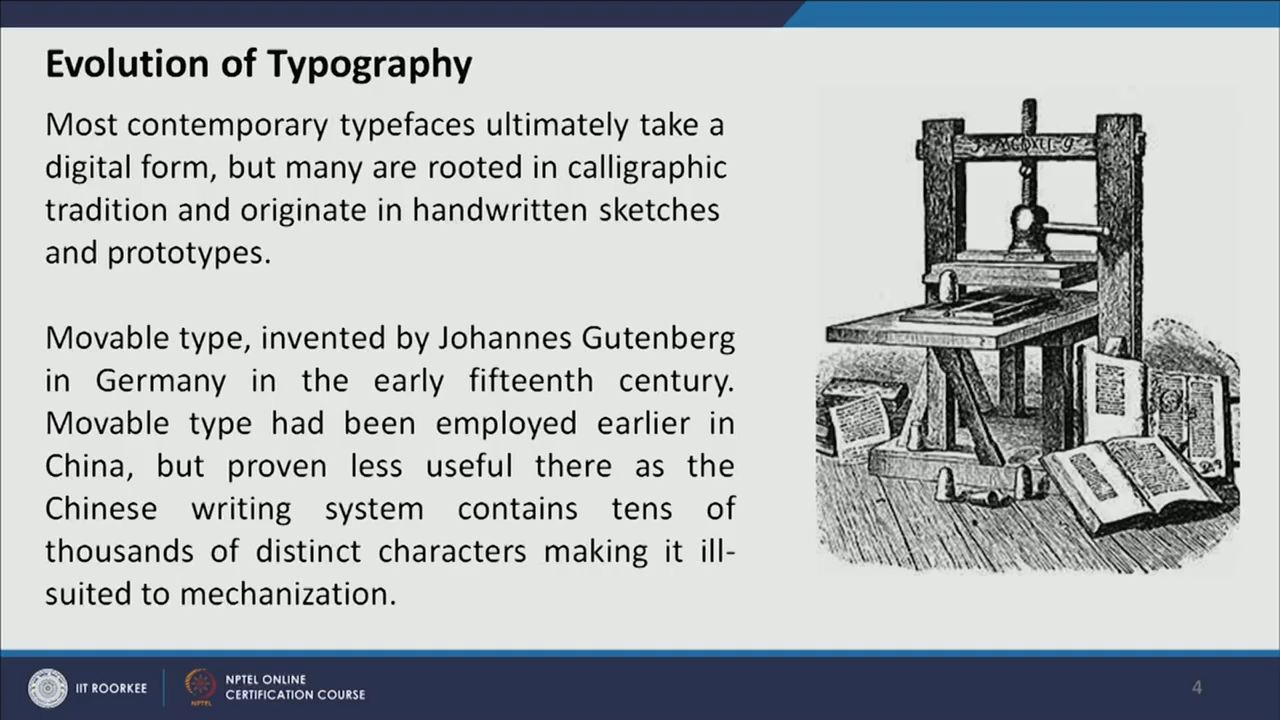 Evolution of Typography
Most contemporary typefaces ultimately take a
digital form, but many are rooted in calligraphic
tradition and originate in handwritten sketches
and prototypes.
Movable type, invented by Johannes Gutenberg
in Germany in the early fifteenth century.
Movable type had been employed earlier in
China, but proven less useful there as the
Chinese writing system contains tens of
thousands of distinct characters making it ill-
suited to mechanization.
IIT ROORKEE
NPTEL
NPTEL ONLINE
CERTIFICATION COURSE
4